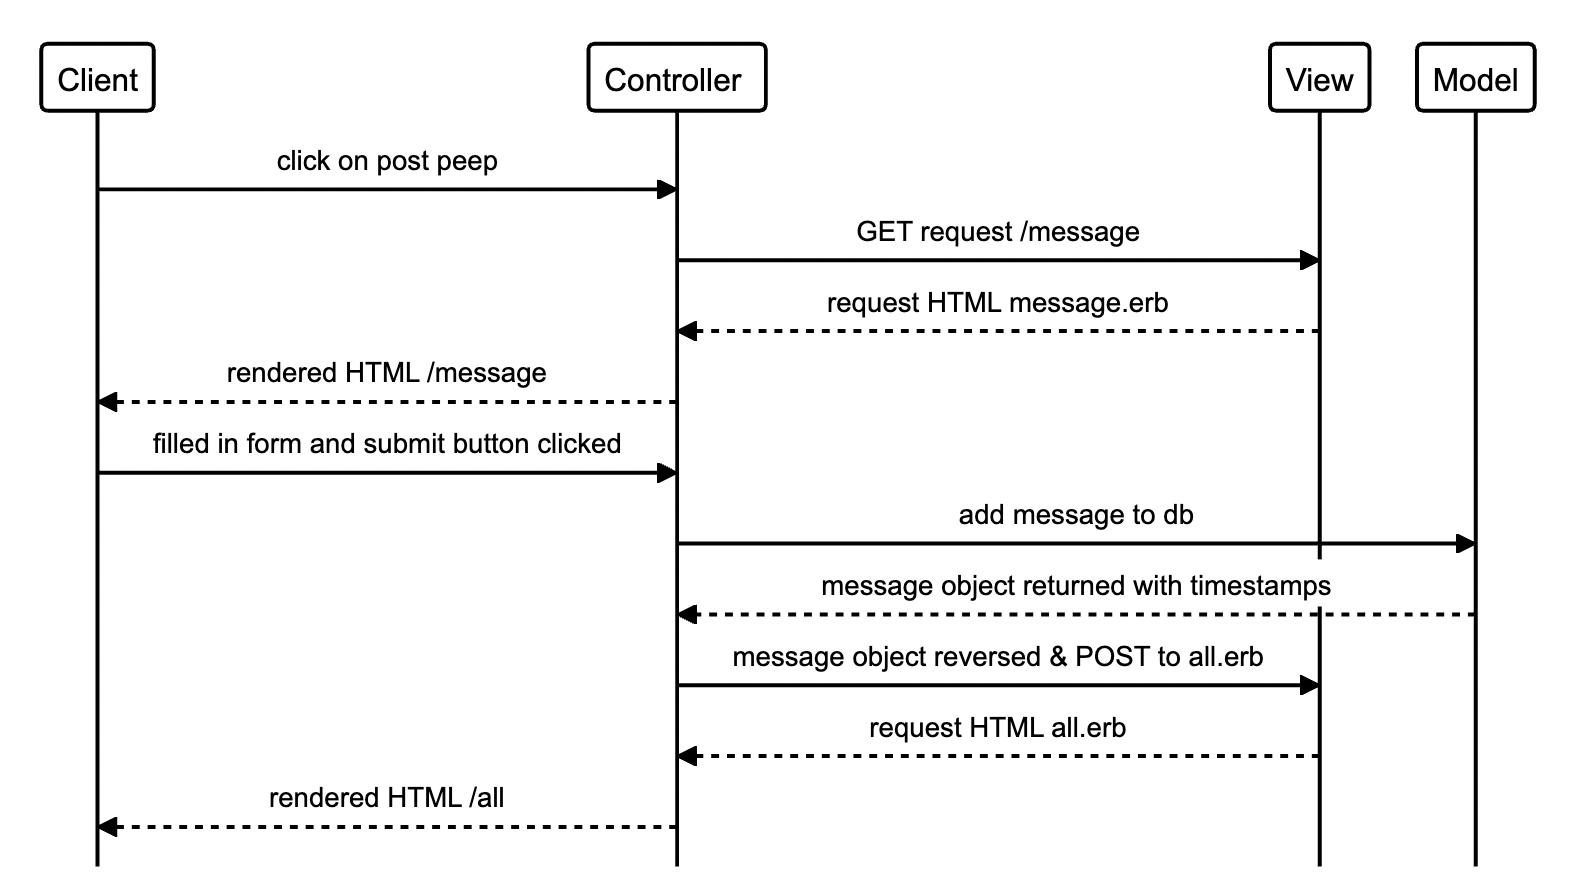 Client
Controller
View
Model
click on post peep
GET request /message
request HTML message.erb
rendered HTML /message
filled in form and submit button clicked
add message to db
message object returned with timestamps
message object reversed & POST to all.erb
request HTML all.erb
rendered HTML /all